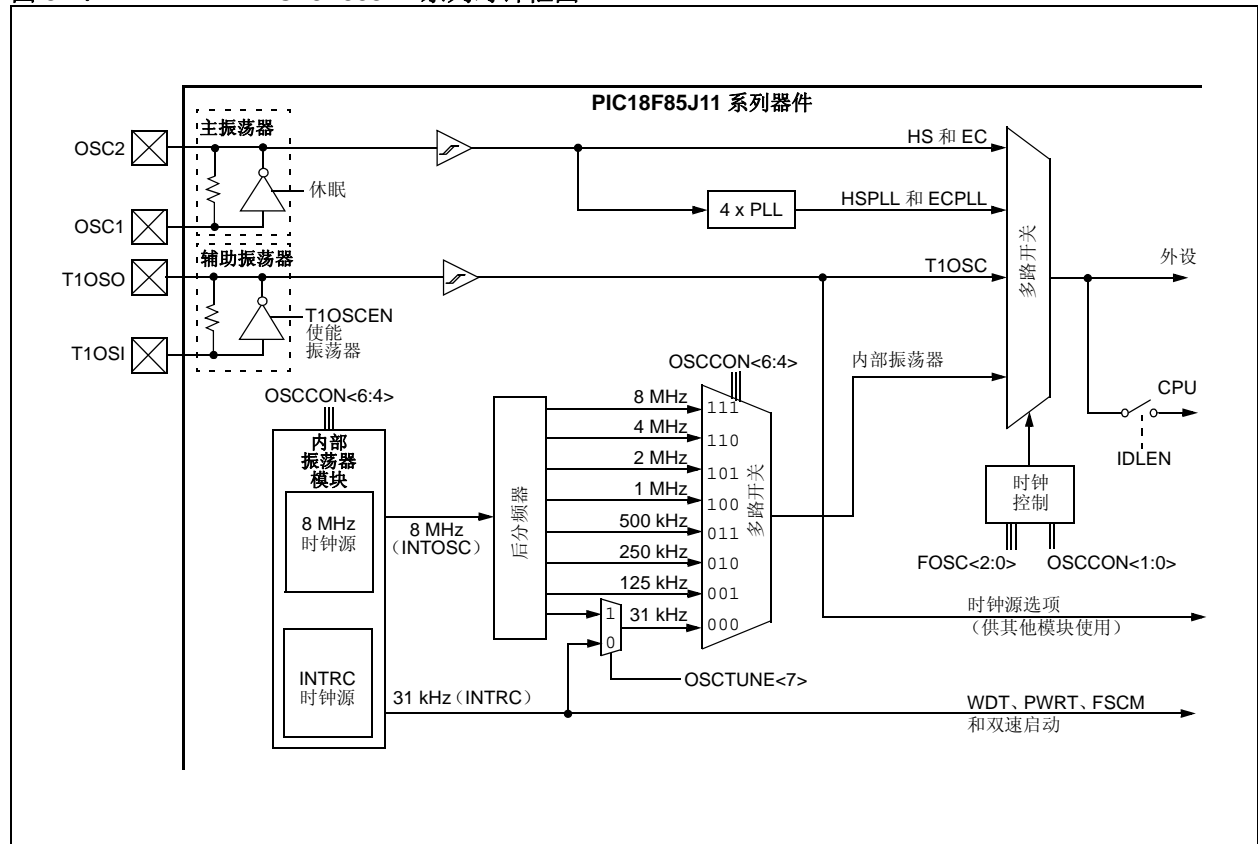 PIC18F85J11 系列器件
主振荡器
OSC2
OSC1
休眠
HS 和 EC
4 x PLL
HSPLL 和 ECPLL
辅助振荡器
T1OSO
T1OSI
T1OSCEN
使能
振荡器
T1OSC
多路开关
外设
内部振荡器
CPU
IDLEN
时钟
控制
FOSC<2:0>
OSCCON<1:0>
OSCCON<6:4>
内部
振荡器
模块
8 MHz
时钟源
8 MHz
(INTOSC)
后分频器
OSCCON<6:4>
8 MHz
111
4 MHz
110
2 MHz
101
1 MHz
100
500 kHz
011
250 kHz
010
125 kHz
001
31 kHz
000
多路开关
1
0
OSCTUNE<7>
INTRC
时钟源
31 kHz(INTRC)
时钟源选项
(供其他模块使用)
WDT、PWRT、FSCM
和双速启动